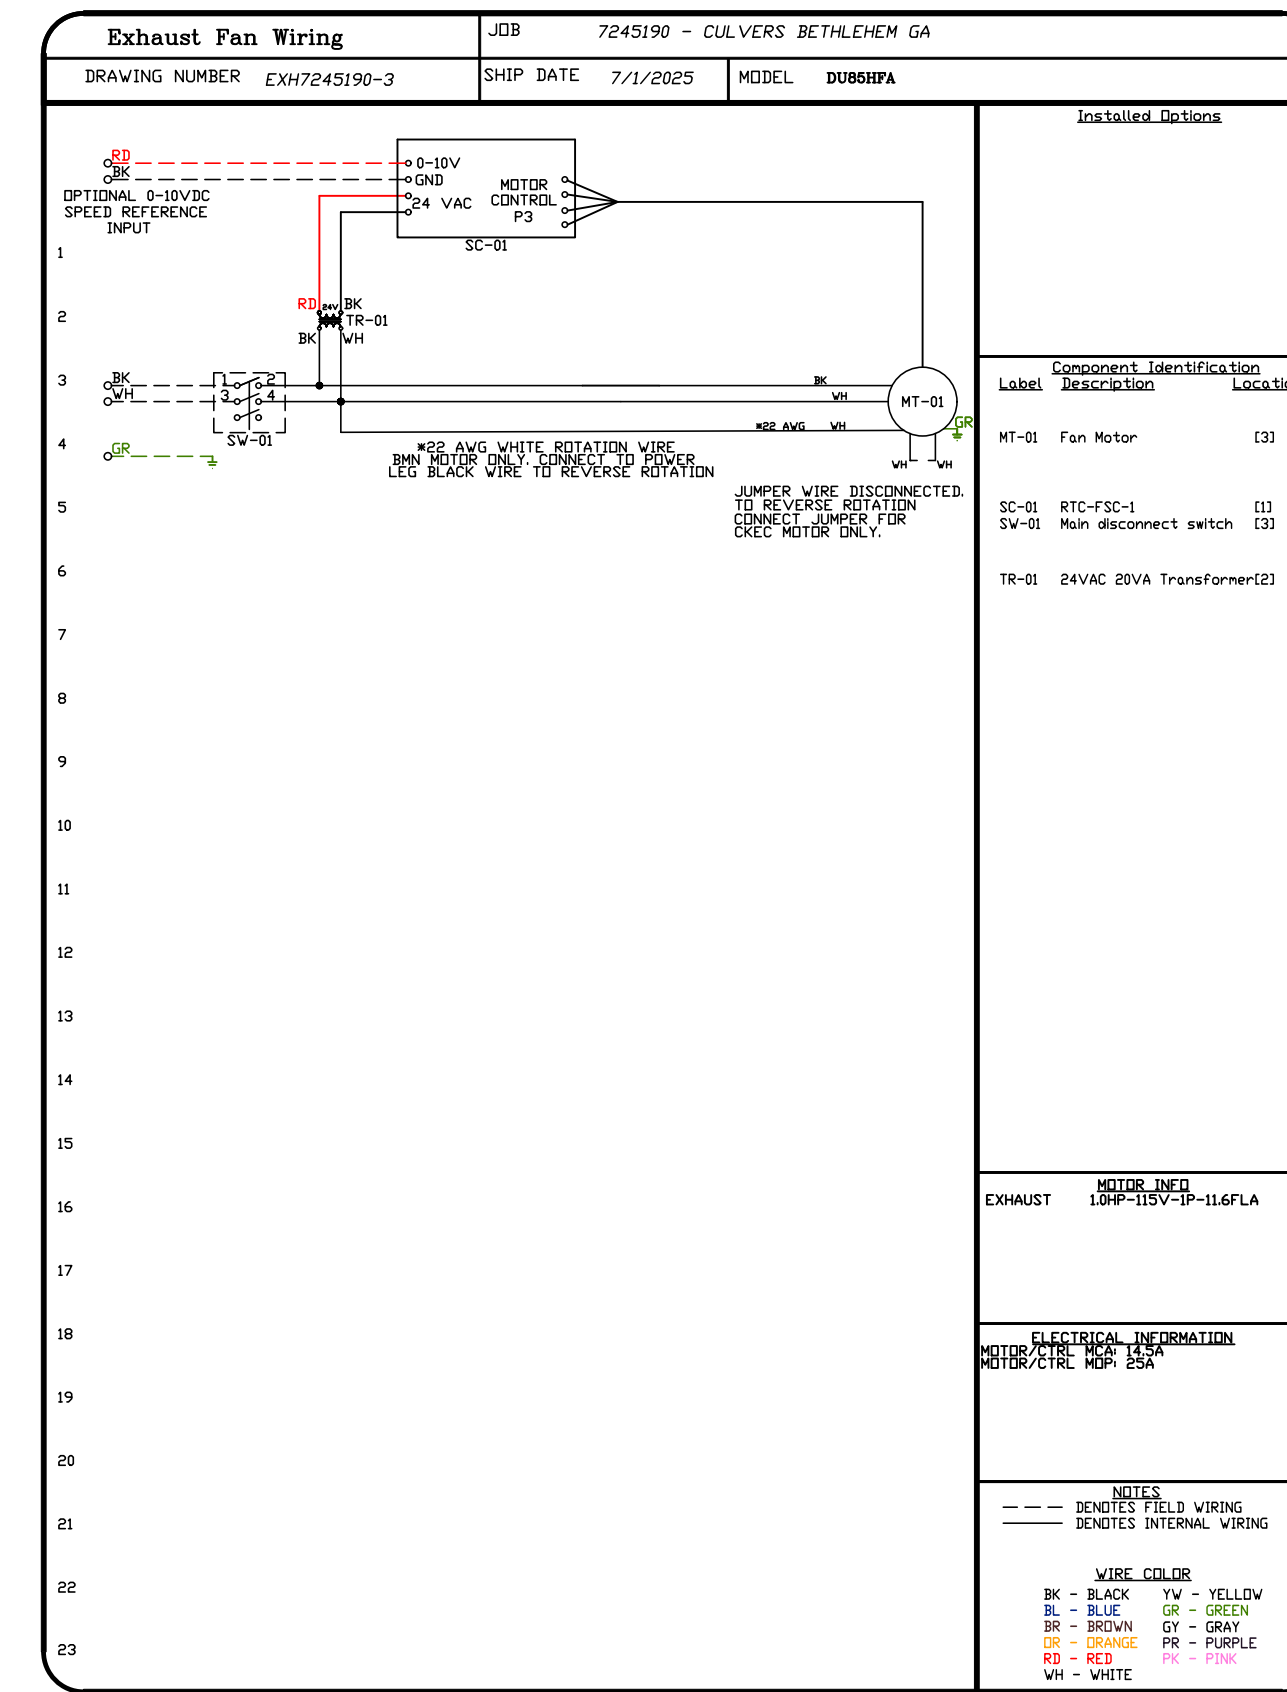 Exhaust Fan Wiring
JOB 7245190 - CULVERS BETHLEHEM GA
DRAWING NUMBER EXH7245190-3
SHIP DATE 7/1/2025
MODEL DU85HFA
RD
BK
OPTIONAL 0-10VDC
SPEED REFERENCE
INPUT
0-10V
GND
24 VAC
MOTOR
CONTROL
P3
SC-01
RD 24V BK
TR-01
BK WH
BK
WH
1 2
3 4
SW-01
GR
BK
WH
MT-01
*22 AWG WH
GR
WH WH
*22 AWG WHITE ROTATION WIRE
BMN MOTOR ONLY. CONNECT TO POWER
LEG BLACK WIRE TO REVERSE ROTATION
JUMPER WIRE DISCONNECTED.
TO REVERSE ROTATION
CONNECT JUMPER FOR
CKEC MOTOR ONLY.
1
2
3
4
5
6
7
8
9
10
11
12
13
14
15
16
17
18
19
20
21
22
23
Installed Options
Component Identification
Label Description Locatio
MT-01 Fan Motor [3]
SC-01 RTC-FSC-1 [1]
SW-01 Main disconnect switch [3]
TR-01 24VAC 20VA Transformer[2]
MOTOR INFO
EXHAUST 1.0HP-115V-1P-11.6FLA
ELECTRICAL INFORMATION
MOTOR/CTRL MCA: 14.5A
MOTOR/CTRL MOP: 25A
NOTES
DENOTES FIELD WIRING
DENOTES INTERNAL WIRING
WIRE COLOR
BK - BLACK YW - YELLOW
BL - BLUE GR - GREEN
BR - BROWN GY - GRAY
OR - ORANGE PR - PURPLE
RD - RED PK - PINK
WH - WHITE